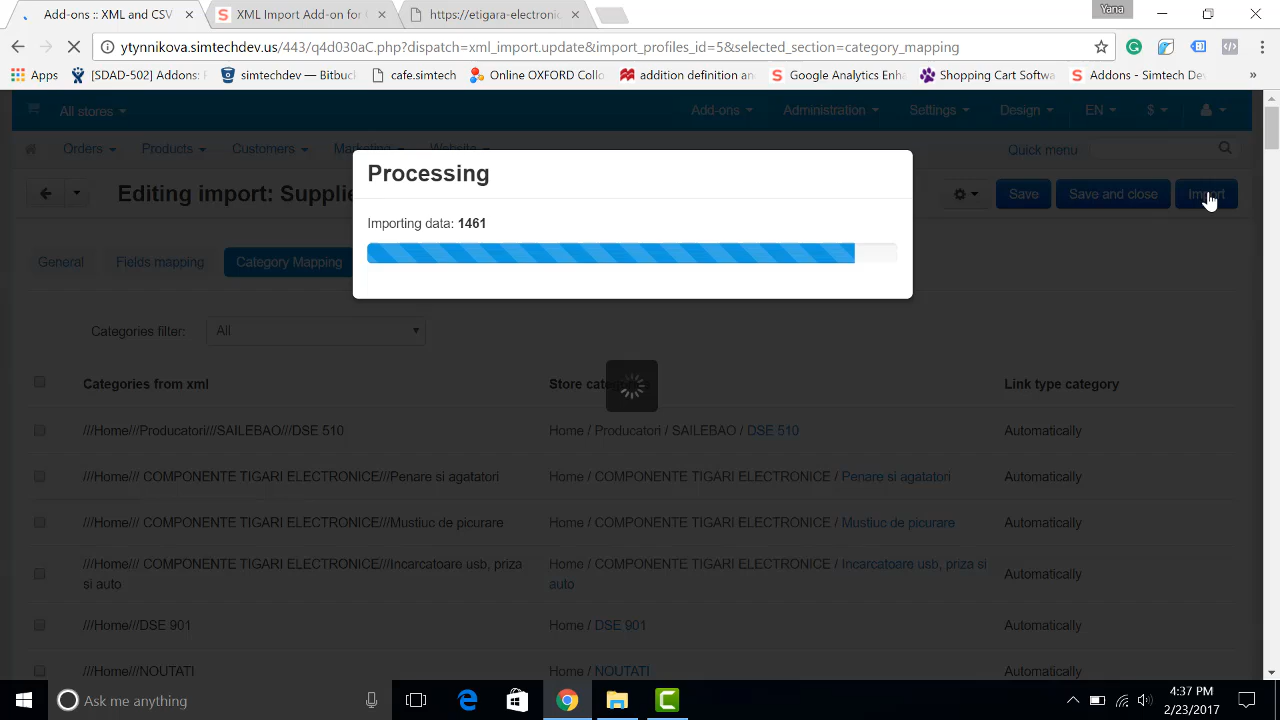 Add-ons :: XML and CSV
XML Import Add-on for
https://etigara-electronic
Yana
ytynnikova.simtechdev.us/443/q4d030aC.php?dispatch=xml_import.update&import_profiles_id=5&selected_section=category_mapping
Apps
[SDAD-502] Addons:
simtechdev — Bitbuck
cafe.simt
Online OXFORD Collo
addition definition an
Google Analytics Enh
Shopping Cart Softwa
Addons - Simtech De
»
All stores
Add-ons
Administration
Settings
Design
EN
$
Orders
Products
Customers
Marketing
Website
Quick menu
Editing import: Supplie
Save
Save and close
Import
Processing
Importing data: 1461
General
Fields mapping
Category Mapping
Categories filter:
All
Categories from xml
Link type category
///Home///Producatori///SAILEBAO///DSE 510
Home / Producatori / SAILEBAO / DSE 510
Automatically
///Home/// COMPONENTE TIGARI ELECTRONICE///Penare si agatatori
Home / COMPONENTE TIGARI ELECTRONICE / Penare si agatatori
Automatically
///Home/// COMPONENTE TIGARI ELECTRONICE///Mustiuc de picurare
Home / COMPONENTE TIGARI ELECTRONICE / Mustiuc de picurare
Automatically
///Home/// COMPONENTE TIGARI ELECTRONICE///Incarcatoare usb, priza
si auto
Home / COMPONENTE TIGARI ELECTRONICE / Incarcatoare usb, priza si
auto
Automatically
///Home///DSE 901
Home / DSE 901
Automatically
///Home///NOUTATI
Home / NOUTATI
Automatically
Ask me anything
4:37 PM
2/23/2017